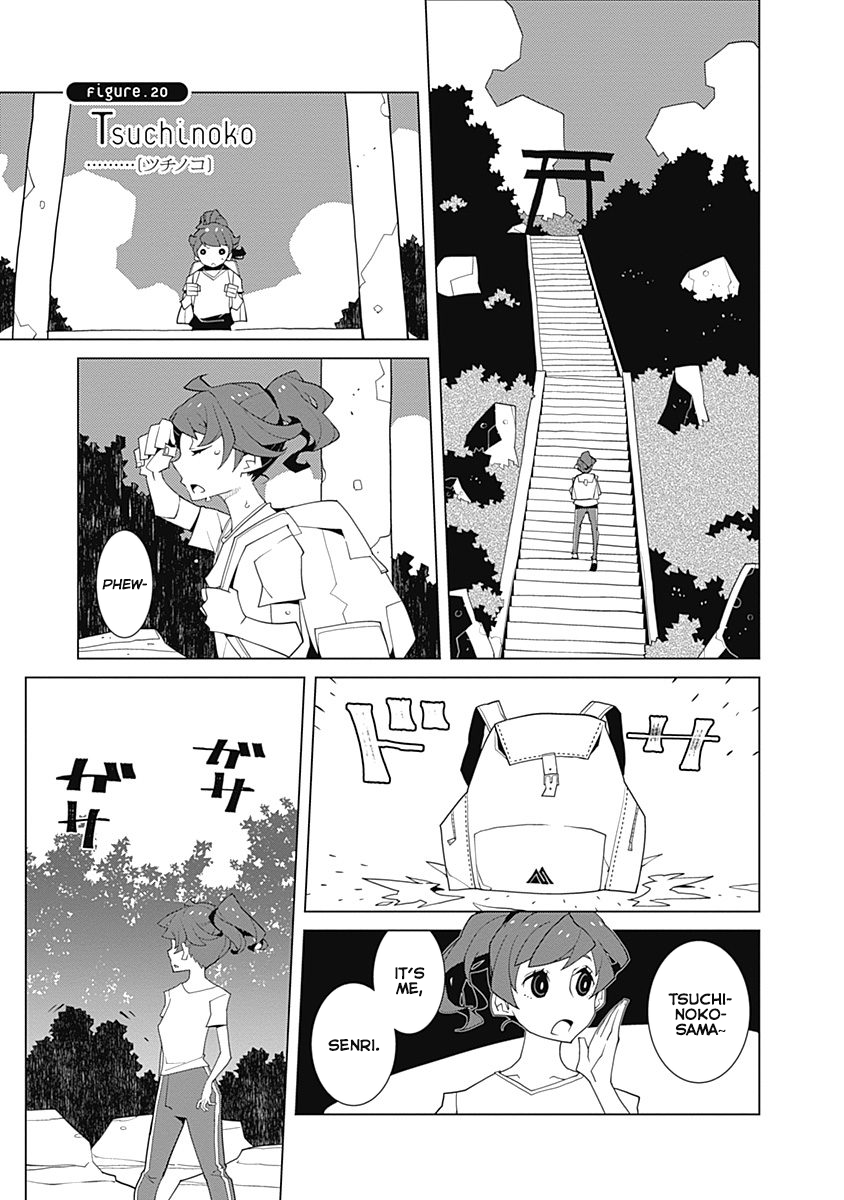 Figure.20
Tsuchinoko
………〔ツチノコ〕
PHEW-
ドサ
TSUCHI-
NOKO-
SAMA~
IT'S
ME,
SENRI.
ガサ
ガサ